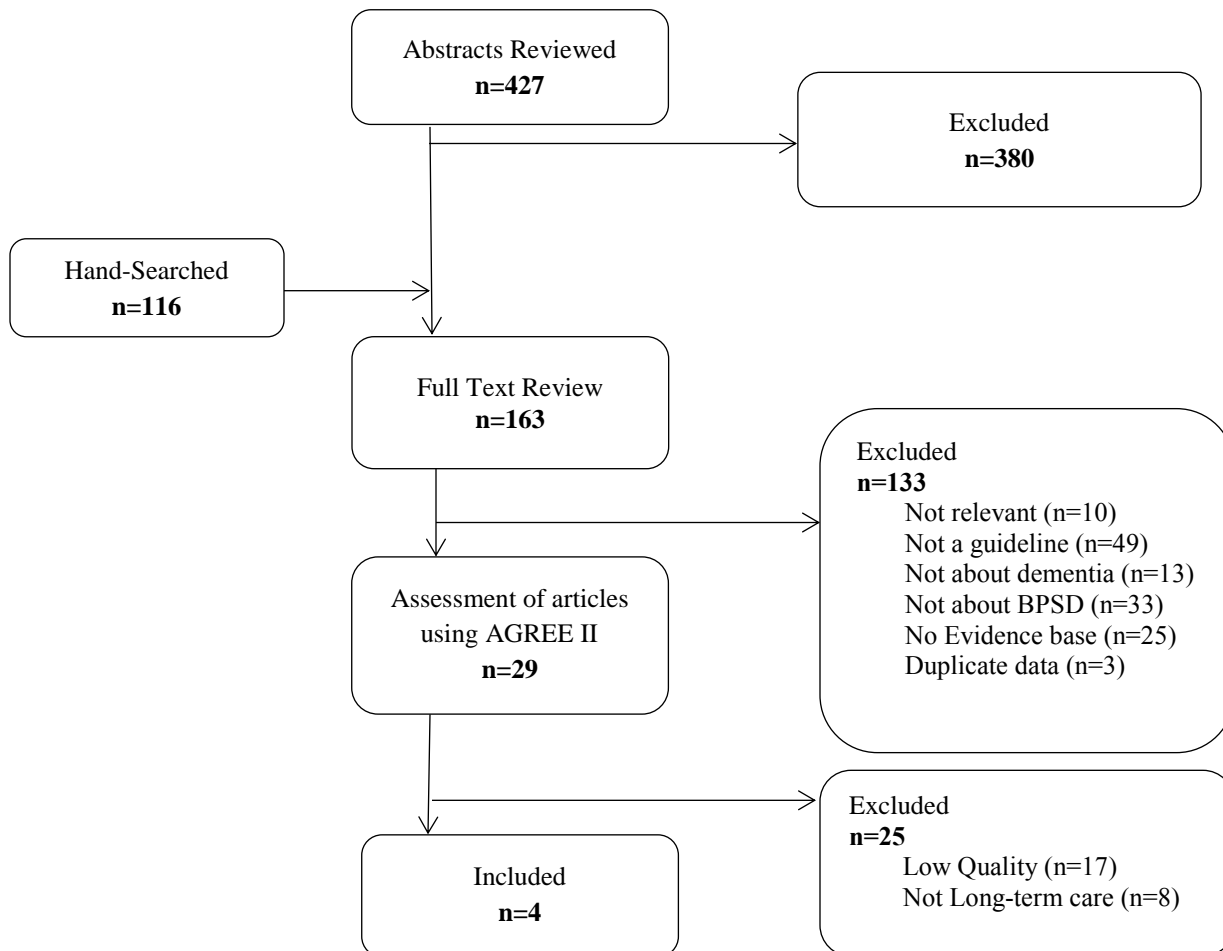 Abstracts Reviewed
n=427
Excluded
n=380
Hand-Searched
n=116
Full Text Review
n=163
Excluded
n=133
Not relevant (n=10)
Not a guideline (n=49)
Not about dementia (n=13)
Not about BPSD (n=33)
No Evidence base (n=25)
Duplicate data (n=3)
Assessment of articles
using AGREE II
n=29
Excluded
n=25
Low Quality (n=17)
Not Long-term care (n=8)
Included
n=4